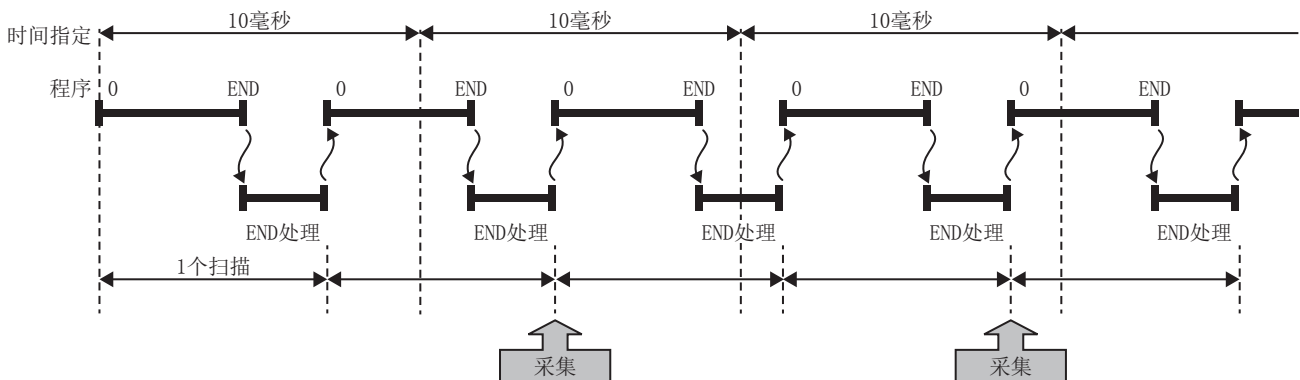 10毫秒 10毫秒 10毫秒
时间指定
程序 0 END 0 END 0 END 0 END 0 END
END处理 END处理 END处理 END处理 END处理
1个扫描
采集 采集